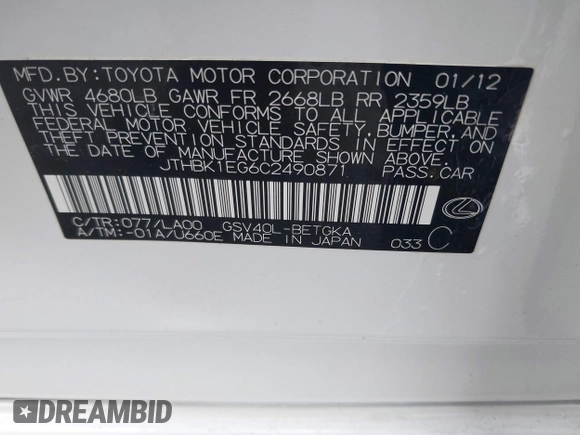 MFD. BY: TOYOTA MOTOR CORPORATION 01/12
GVWR 4680LB GAWR FR 2668LB RR 2359LB
THIS VEHICLE CONFORMS TO ALL APPLICABLE
FEDERAL MOTOR VEHICLE SAFETY, BUMPER, AND
THEFT PREVENTION STANDARDS IN EFFECT ON
THE DATE OF MANUFACTURE SHOWN ABOVE.
JTHBK1EG6C2490871 PASS. CAR
C/TR: 077/LA00 GSV40L-BETGKA
A/TM: -01A/U660E MADE IN JAPAN 033 C
DREAMBID